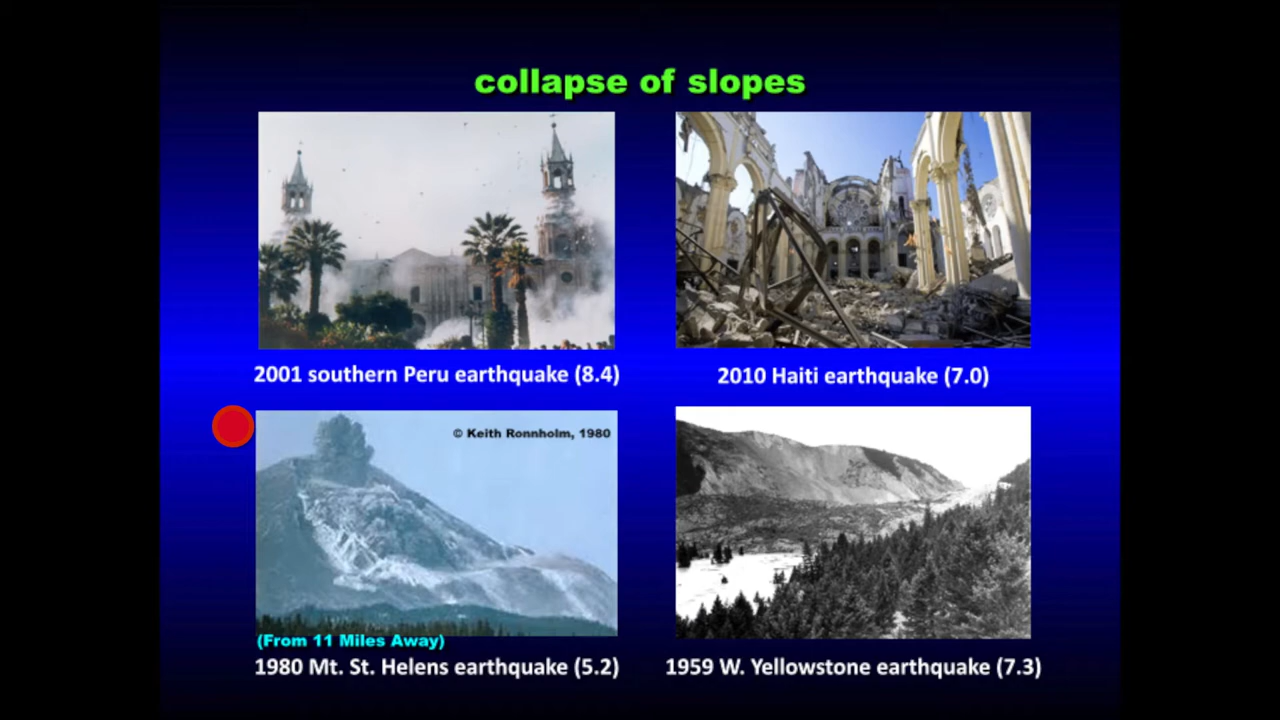 collapse of slopes
2001 southern Peru earthquake (8.4)
2010 Haiti earthquake (7.0)
© Keith Ronnholm, 1980
(From 11 Miles Away)
1980 Mt. St. Helens earthquake (5.2)
1959 W. Yellowstone earthquake (7.3)